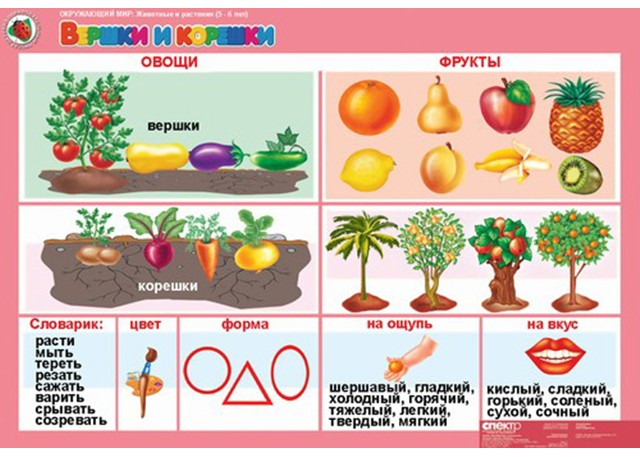 ОКРУЖАЮЩИЙ МИР: Животные и растения (5 - 6 лет)
ВЕРШКИ И КОРЕШКИ
ОВОЩИ
ФРУКТЫ
вершки
корешки
Словарик:
расти
мыть
тереть
резать
сажать
варить
срывать
созревать
цвет
форма
на ощупь
шершавый, гладкий,
холодный, горячий,
тяжелый, легкий,
твердый, мягкий
на вкус
кислый, сладкий,
горький, соленый,
сухой, сочный
спектр